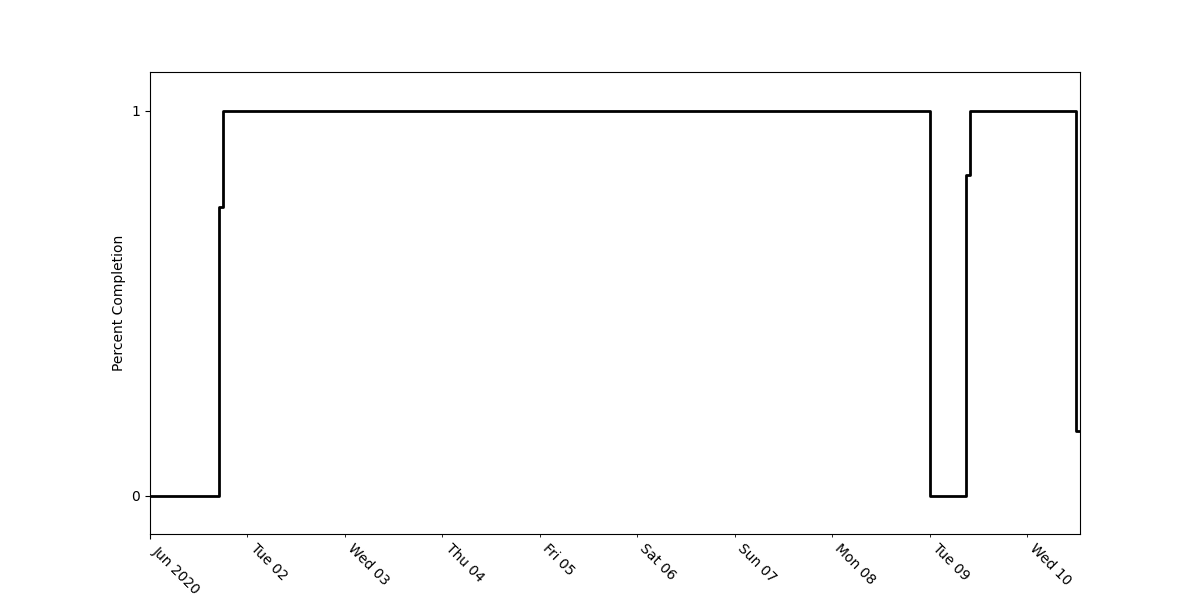 1
0
Percent Completion
Jun 2020
Tue 02
Wed 03
Thu 04
Fri 05
Sat 06
Sun 07
Mon 08
Tue 09
Wed 10